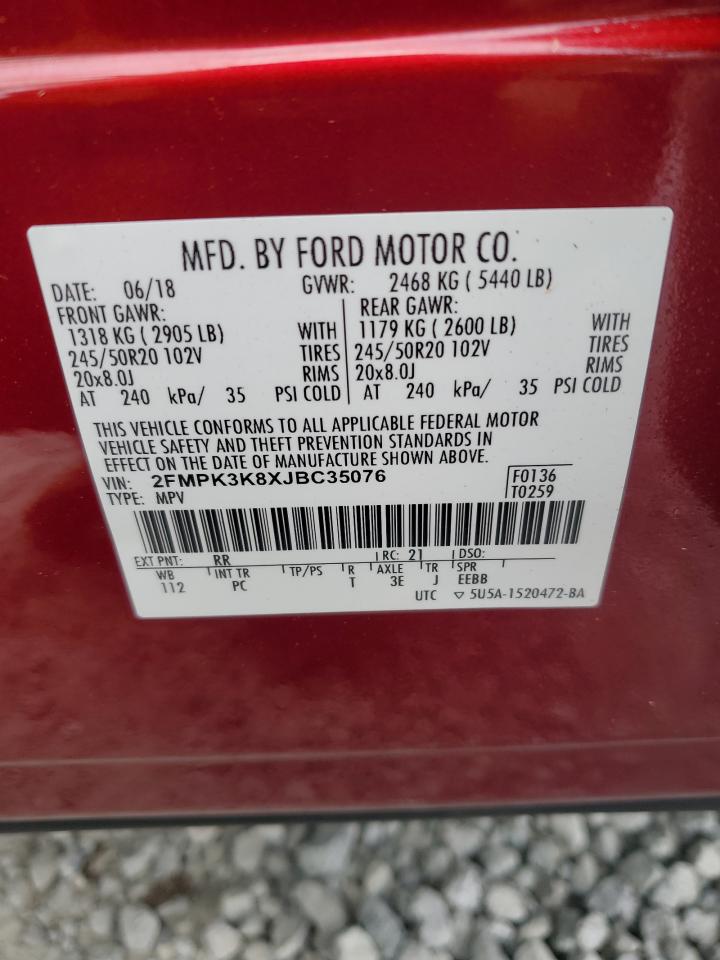 MFD. BY FORD MOTOR CO.
DATE: 06/18 GVWR: 2468 KG ( 5440 LB)
FRONT GAWR: REAR GAWR:
1318 KG ( 2905 LB) WITH 1179 KG ( 2600 LB) WITH
245/50R20 102V TIRES 245/50R20 102V TIRES
20x8.0J RIMS 20x8.0J RIMS
AT 240 kPa/ 35 PSI COLD AT 240 kPa/ 35 PSI COLD
THIS VEHICLE CONFORMS TO ALL APPLICABLE FEDERAL MOTOR
VEHICLE SAFETY AND THEFT PREVENTION STANDARDS IN
EFFECT ON THE DATE OF MANUFACTURE SHOWN ABOVE.
VIN: 2FMPK3K8XJBC35076 F0136
TYPE: MPV T0259
EXT PNT: RR RC: 21 DSO:
WB INT TR TP/PS R AXLE TR SPR
112 PC T 3E J EEBB
UTC ▽ 5U5A-1520472-BA